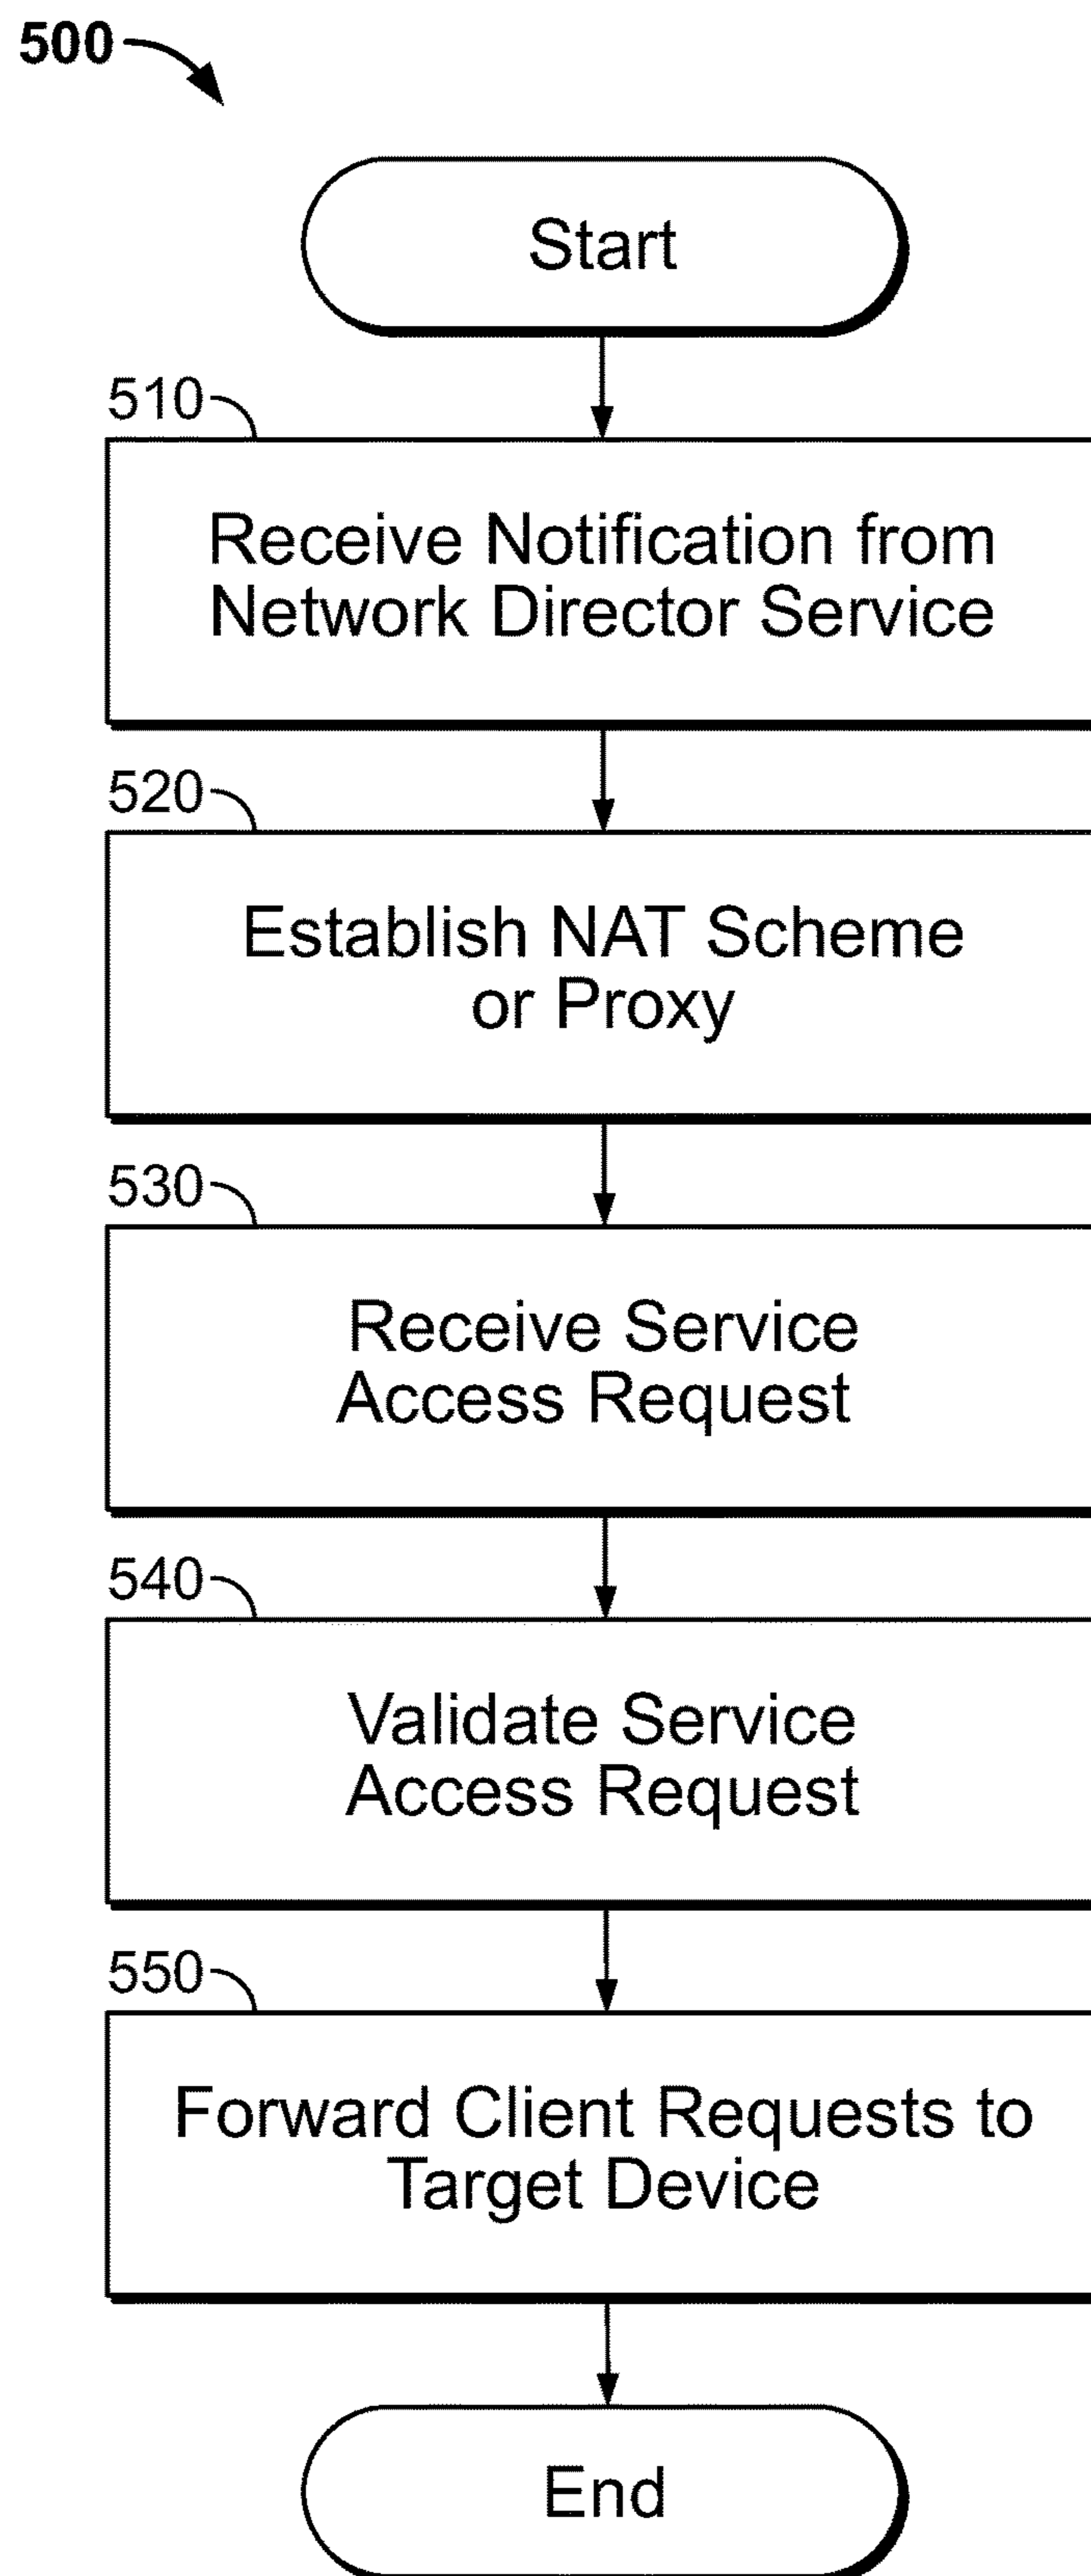 500
Start
510
Receive Notification from
Network Director Service
520
Establish NAT Scheme
or Proxy
530
Receive Service
Access Request
540
Validate Service
Access Request
550
Forward Client Requests to
Target Device
End